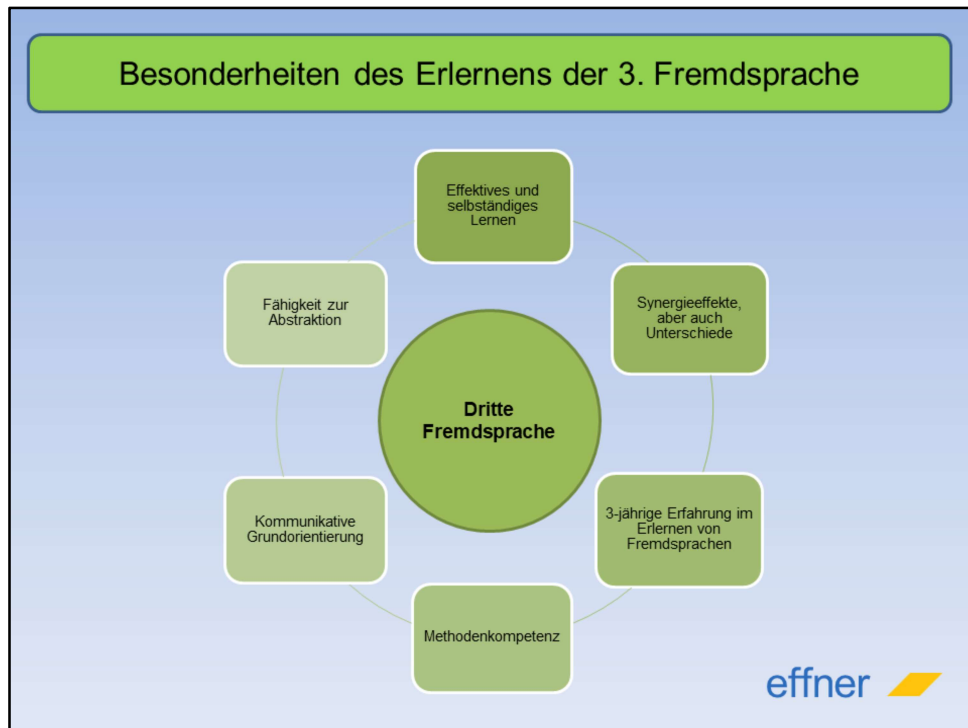 Besonderheiten des Erlernens der 3. Fremdsprache
Effektives und
selbständiges
Lernen
Synergieeffekte,
aber auch
Unterschiede
3-jährige Erfahrung im
Erlernen von
Fremdsprachen
Methodenkompetenz
Kommunikative
Grundorientierung
Fähigkeit zur
Abstraktion
Dritte
Fremdsprache
effner